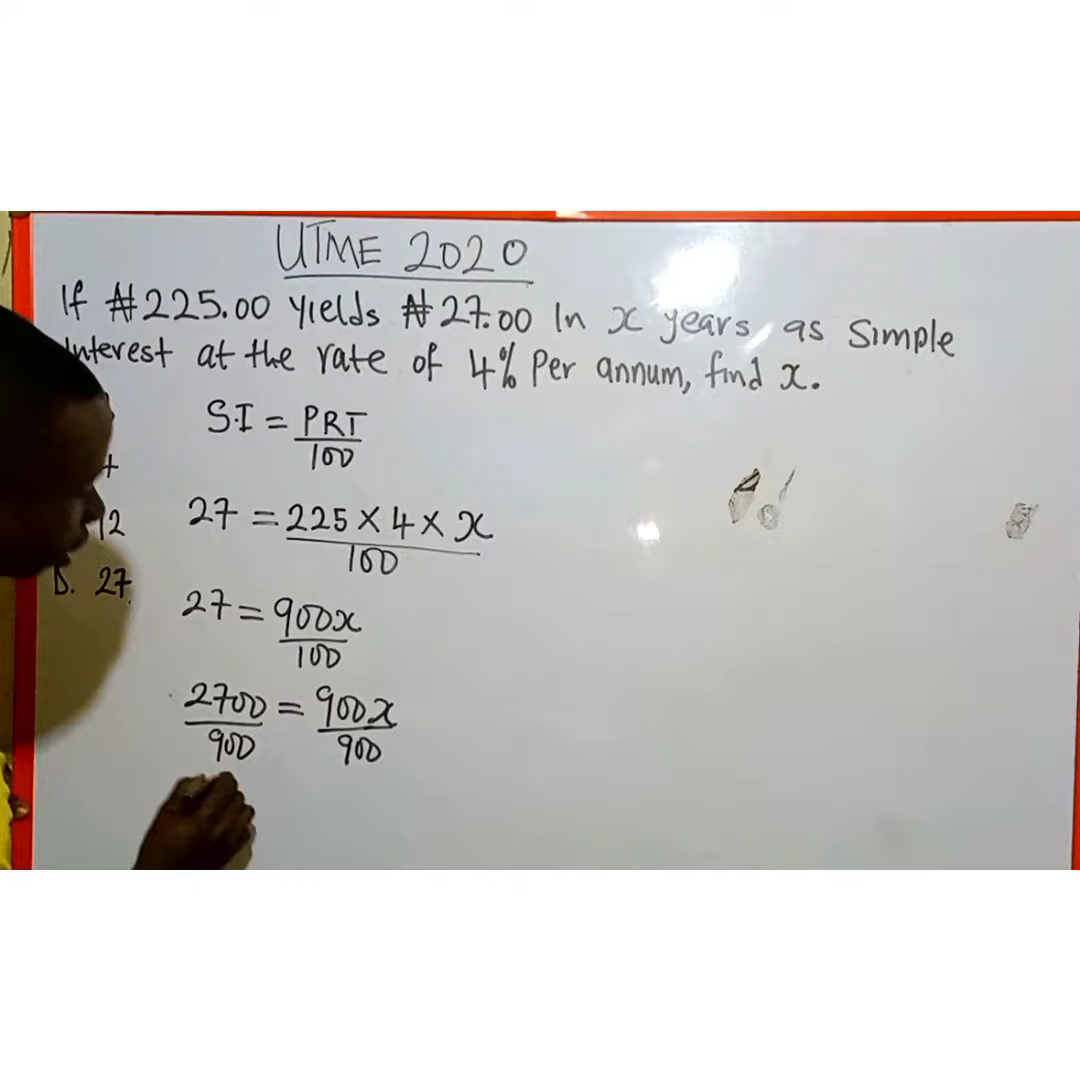 UTME 2020
If ₦225.00 yields ₦27.00 in x years as Simple
interest at the rate of 4% Per annum, find x.
S.I = PRT
100
12
D. 27
27 = 225 × 4 × x
100
27 = 900x
100
2700 = 900x
900 900